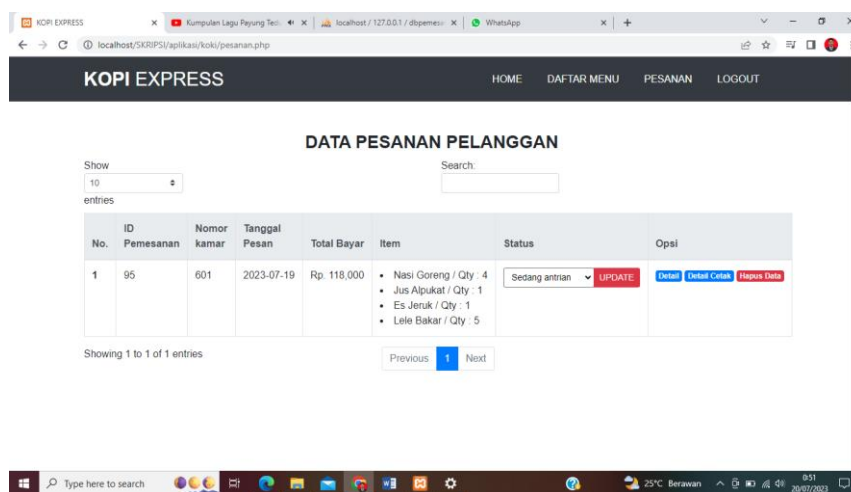 KOPI EXPRESS
Kumpulan Lagu Payung Tedu
localhost / 127.0.0.1 / dbpemesa
WhatsApp
localhost/SKRIPSI/aplikasi/koki/pesanan.php
KOPI EXPRESS HOME DAFTAR MENU PESANAN LOGOUT
DATA PESANAN PELANGGAN
Show Search:
10
entries
No. ID Pemesanan Nomor kamar Tanggal Pesan Total Bayar Item Status Opsi
1 95 601 2023-07-19 Rp. 118,000 Nasi Goreng / Qty : 4 Sedang antrian UPDATE Detail Detail Cetak Hapus Data
Jus Alpukat / Qty : 1
Es Jeruk / Qty : 1
Lele Bakar / Qty : 5
Showing 1 to 1 of 1 entries Previous 1 Next
Type here to search 25°C Berawan 0:51
20/07/2023